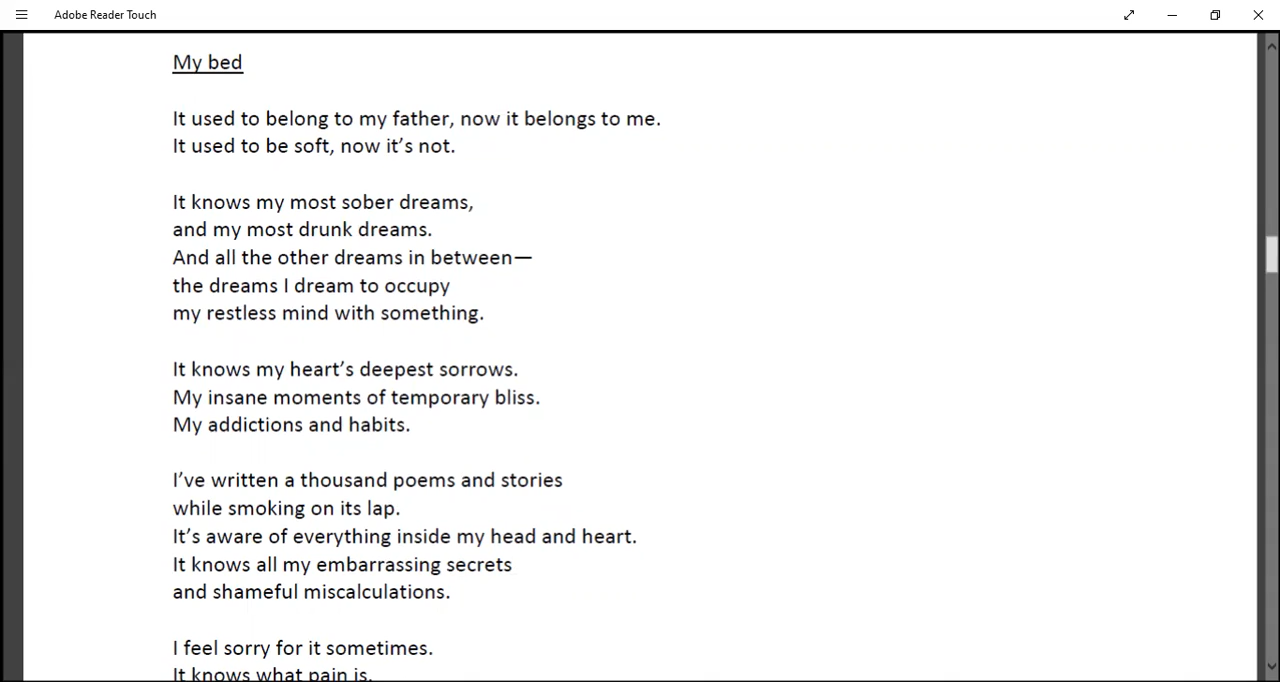 Adobe Reader Touch
My bed
It used to belong to my father, now it belongs to me.
It used to be soft, now it’s not.
It knows my most sober dreams,
and my most drunk dreams.
And all the other dreams in between—
the dreams I dream to occupy
my restless mind with something.
It knows my heart’s deepest sorrows.
My insane moments of temporary bliss.
My addictions and habits.
I’ve written a thousand poems and stories
while smoking on its lap.
It’s aware of everything inside my head and heart.
It knows all my embarrassing secrets
and shameful miscalculations.
I feel sorry for it sometimes.
It knows what pain is.